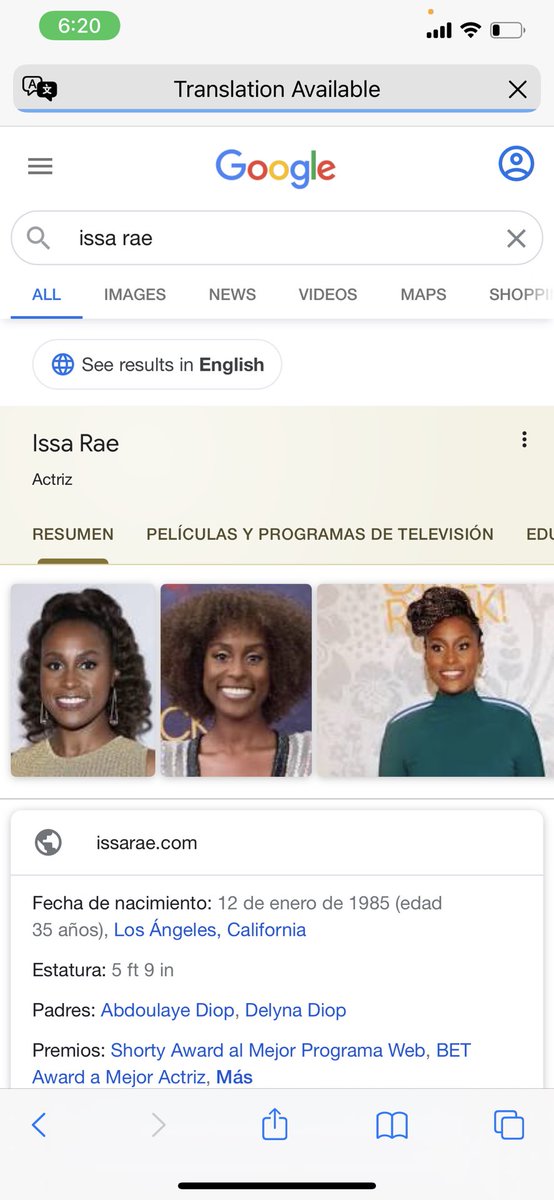 6:20
Translation Available
Google
issa rae
ALL IMAGES NEWS VIDEOS MAPS SHOPPI
See results in English
Issa Rae
Actriz
RESUMEN PELÍCULAS Y PROGRAMAS DE TELEVISIÓN EDU
ROCK!
CK
issarae.com
Fecha de nacimiento: 12 de enero de 1985 (edad
35 años), Los Ángeles, California
Estatura: 5 ft 9 in
Padres: Abdoulaye Diop, Delyna Diop
Premios: Shorty Award al Mejor Programa Web, BET
Award a Mejor Actriz, Más